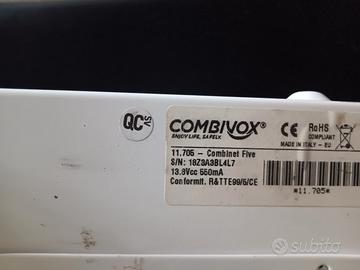 QC SV
COMBIVOX®
ENJOY LIFE, SAFELY.
CE
RoHS
COMPLIANT
MADE IN ITALY - EU
11.705 - Combinet Five
S/N: 18Z3A3BL4L7
13.8Vcc 550mA
Conformit. R&TTE99/5/CE
*11.705*
subito